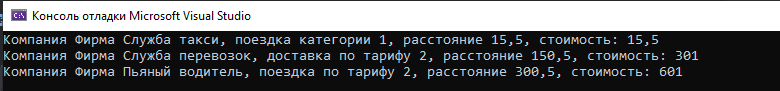 Консоль отладки Microsoft Visual Studio
Компания Фирма Служба такси, поездка категории 1, расстояние 15,5, стоимость: 15,5
Компания Фирма Служба перевозок, доставка по тарифу 2, расстояние 150,5, стоимость: 301
Компания Фирма Пьяный водитель, поездка по тарифу 2, расстояние 300,5, стоимость: 601